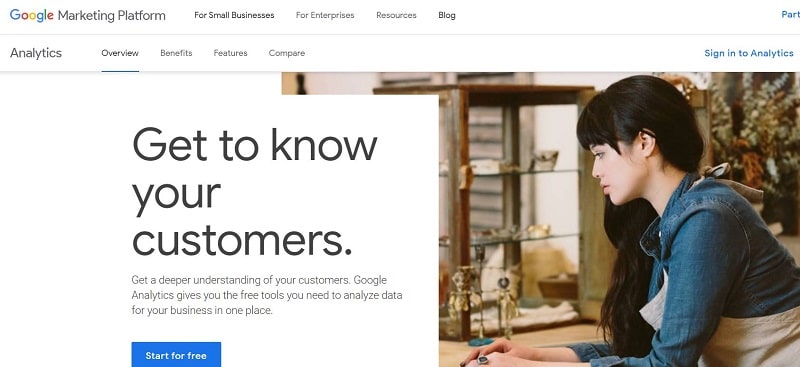 Google Marketing Platform For Small Businesses For Enterprises Resources Blog
Analytics Overview Benefits Features Compare Sign in to Analytics
Get to know
your
customers.
Get a deeper understanding of your customers. Google
Analytics gives you the free tools you need to analyze data
for your business in one place.
Start for free